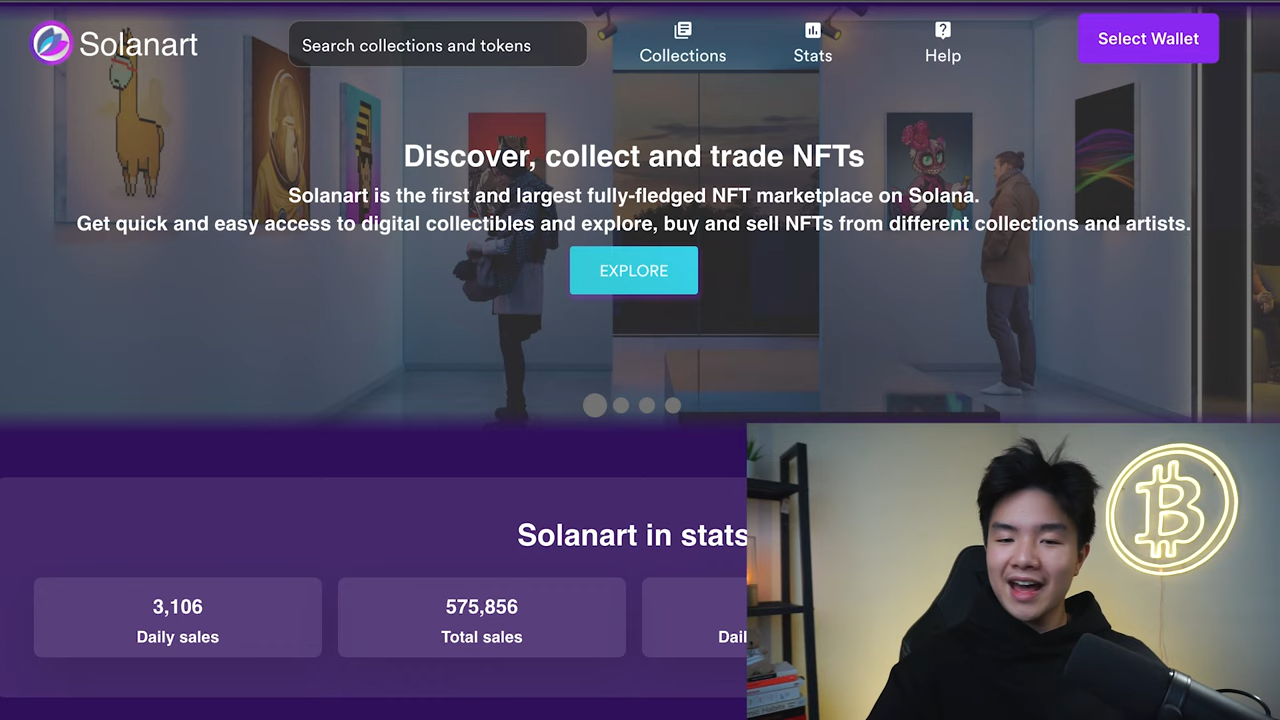 Solanart
Search collections and tokens
Collections
Stats
Help
Select Wallet
Discover, collect and trade NFTs
Solanart is the first and largest fully-fledged NFT marketplace on Solana.
Get quick and easy access to digital collectibles and explore, buy and sell NFTs from different collections and artists.
EXPLORE
Solanart in stats
3,106
Daily sales
575,856
Total sales
Dail
B